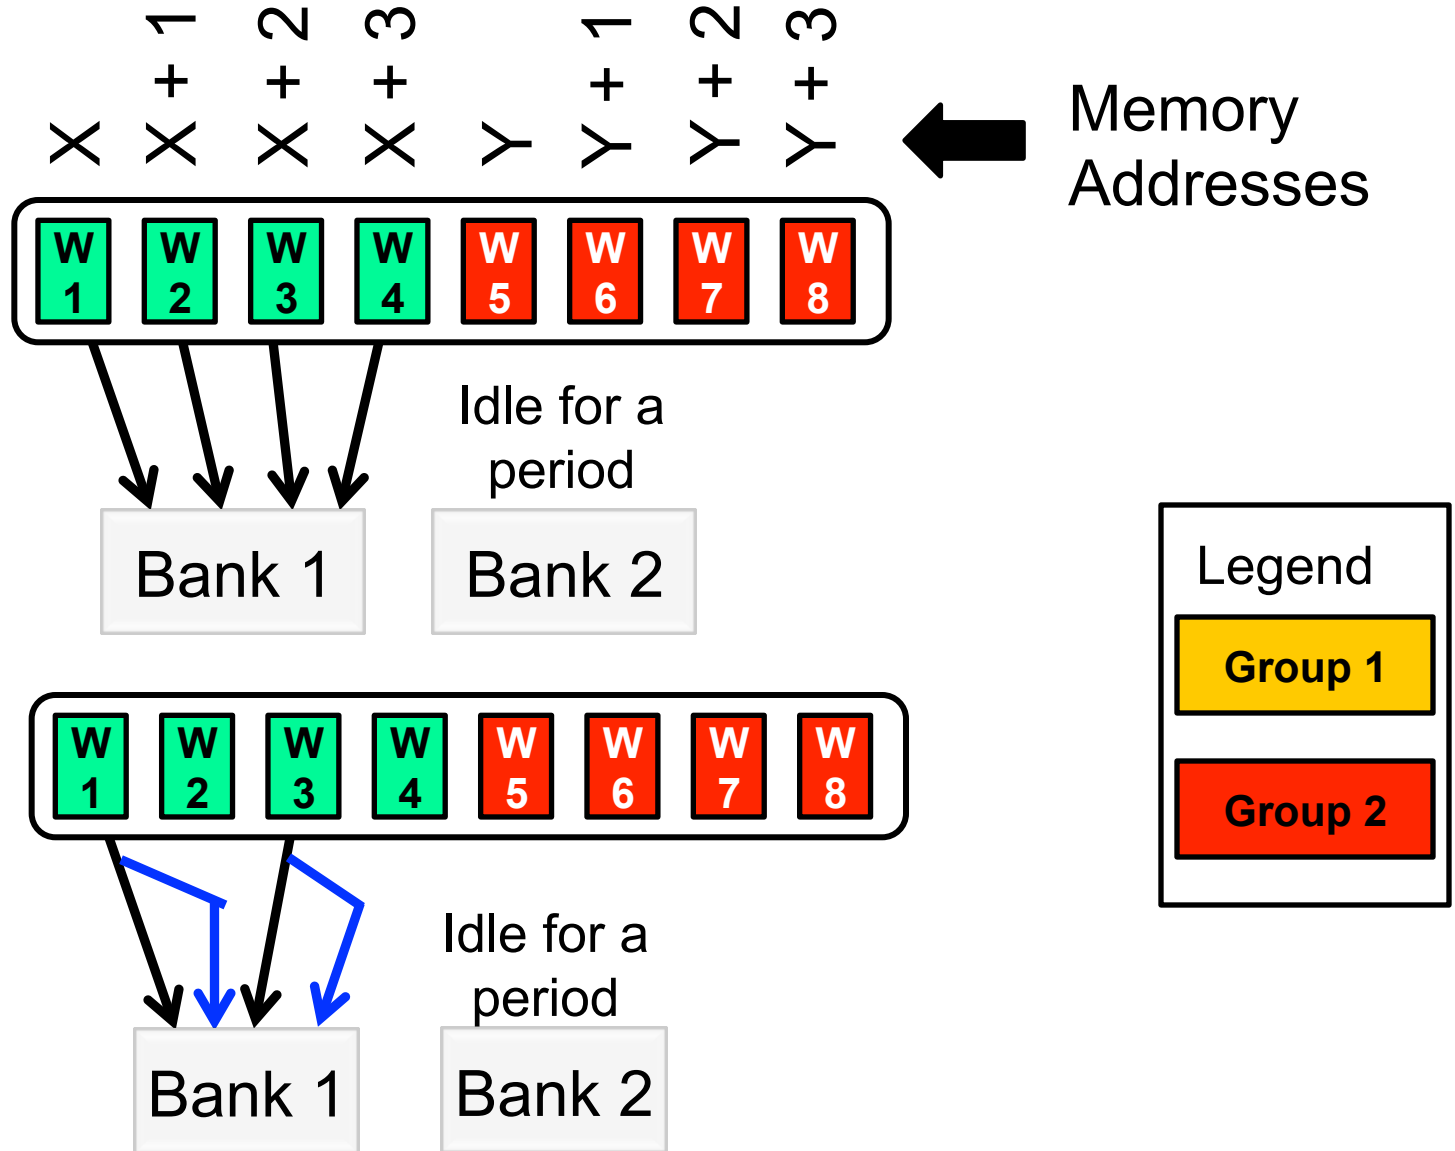 X
X + 1
X + 2
X + 3
Y
Y + 1
Y + 2
Y + 3
Memory
Addresses
W
1
W
2
W
3
W
4
W
5
W
6
W
7
W
8
Idle for a
period
Bank 1
Bank 2
Legend
Group 1
Group 2
W
1
W
2
W
3
W
4
W
5
W
6
W
7
W
8
Idle for a
period
Bank 1
Bank 2